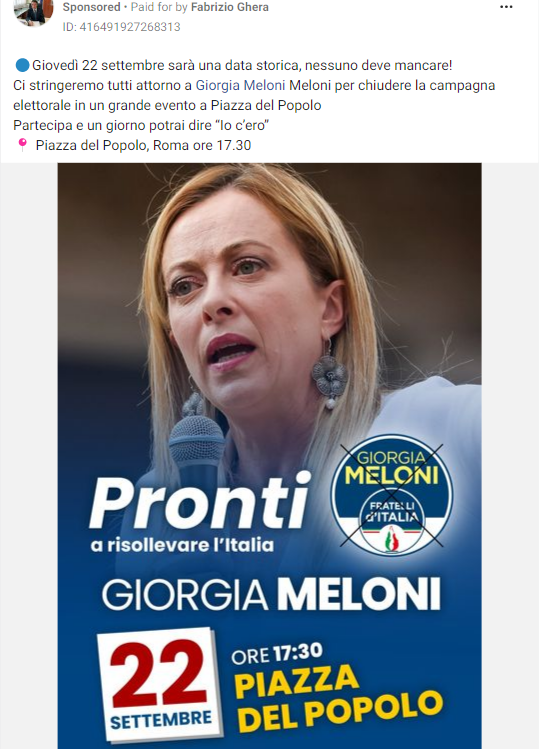 Sponsored • Paid for by Fabrizio Ghera
ID: 416491927268313
Giovedì 22 settembre sarà una data storica, nessuno deve mancare!
Ci stringeremo tutti attorno a Giorgia Meloni Meloni per chiudere la campagna
elettorale in un grande evento a Piazza del Popolo
Partecipa e un giorno potrai dire “Io c’ero”
Piazza del Popolo, Roma ore 17.30
Pronti
a risollevare l'Italia
GIORGIA
MELONI
FRATELLI
d'ITALIA
GIORGIA MELONI
22
SETTEMBRE
ORE 17:30
PIAZZA
DEL POPOLO